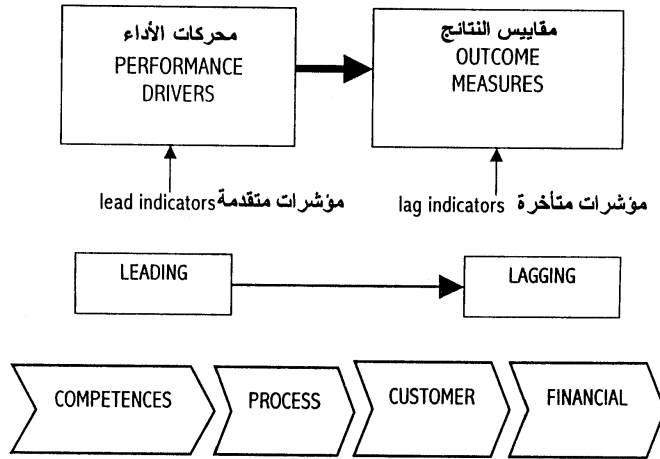 محركات الأداء
PERFORMANCE
DRIVERS
مقاييس النتائج
OUTCOME
MEASURES
lead indicators مؤشرات متقدمة
lag indicators مؤشرات متأخرة
LEADING
LAGGING
COMPETENCES
PROCESS
CUSTOMER
FINANCIAL